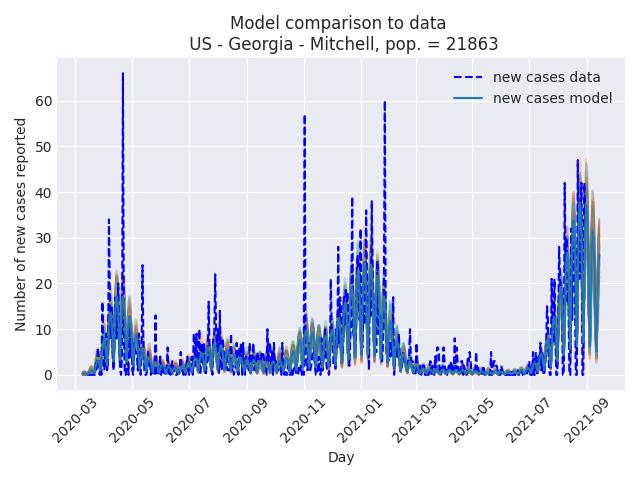 Model comparison to data
US - Georgia - Mitchell, pop. = 21863
Number of new cases reported
60
50
40
30
20
10
0
new cases data
new cases model
2020-03
2020-05
2020-07
2020-09
2020-11
2021-01
2021-03
2021-05
2021-07
2021-09
Day